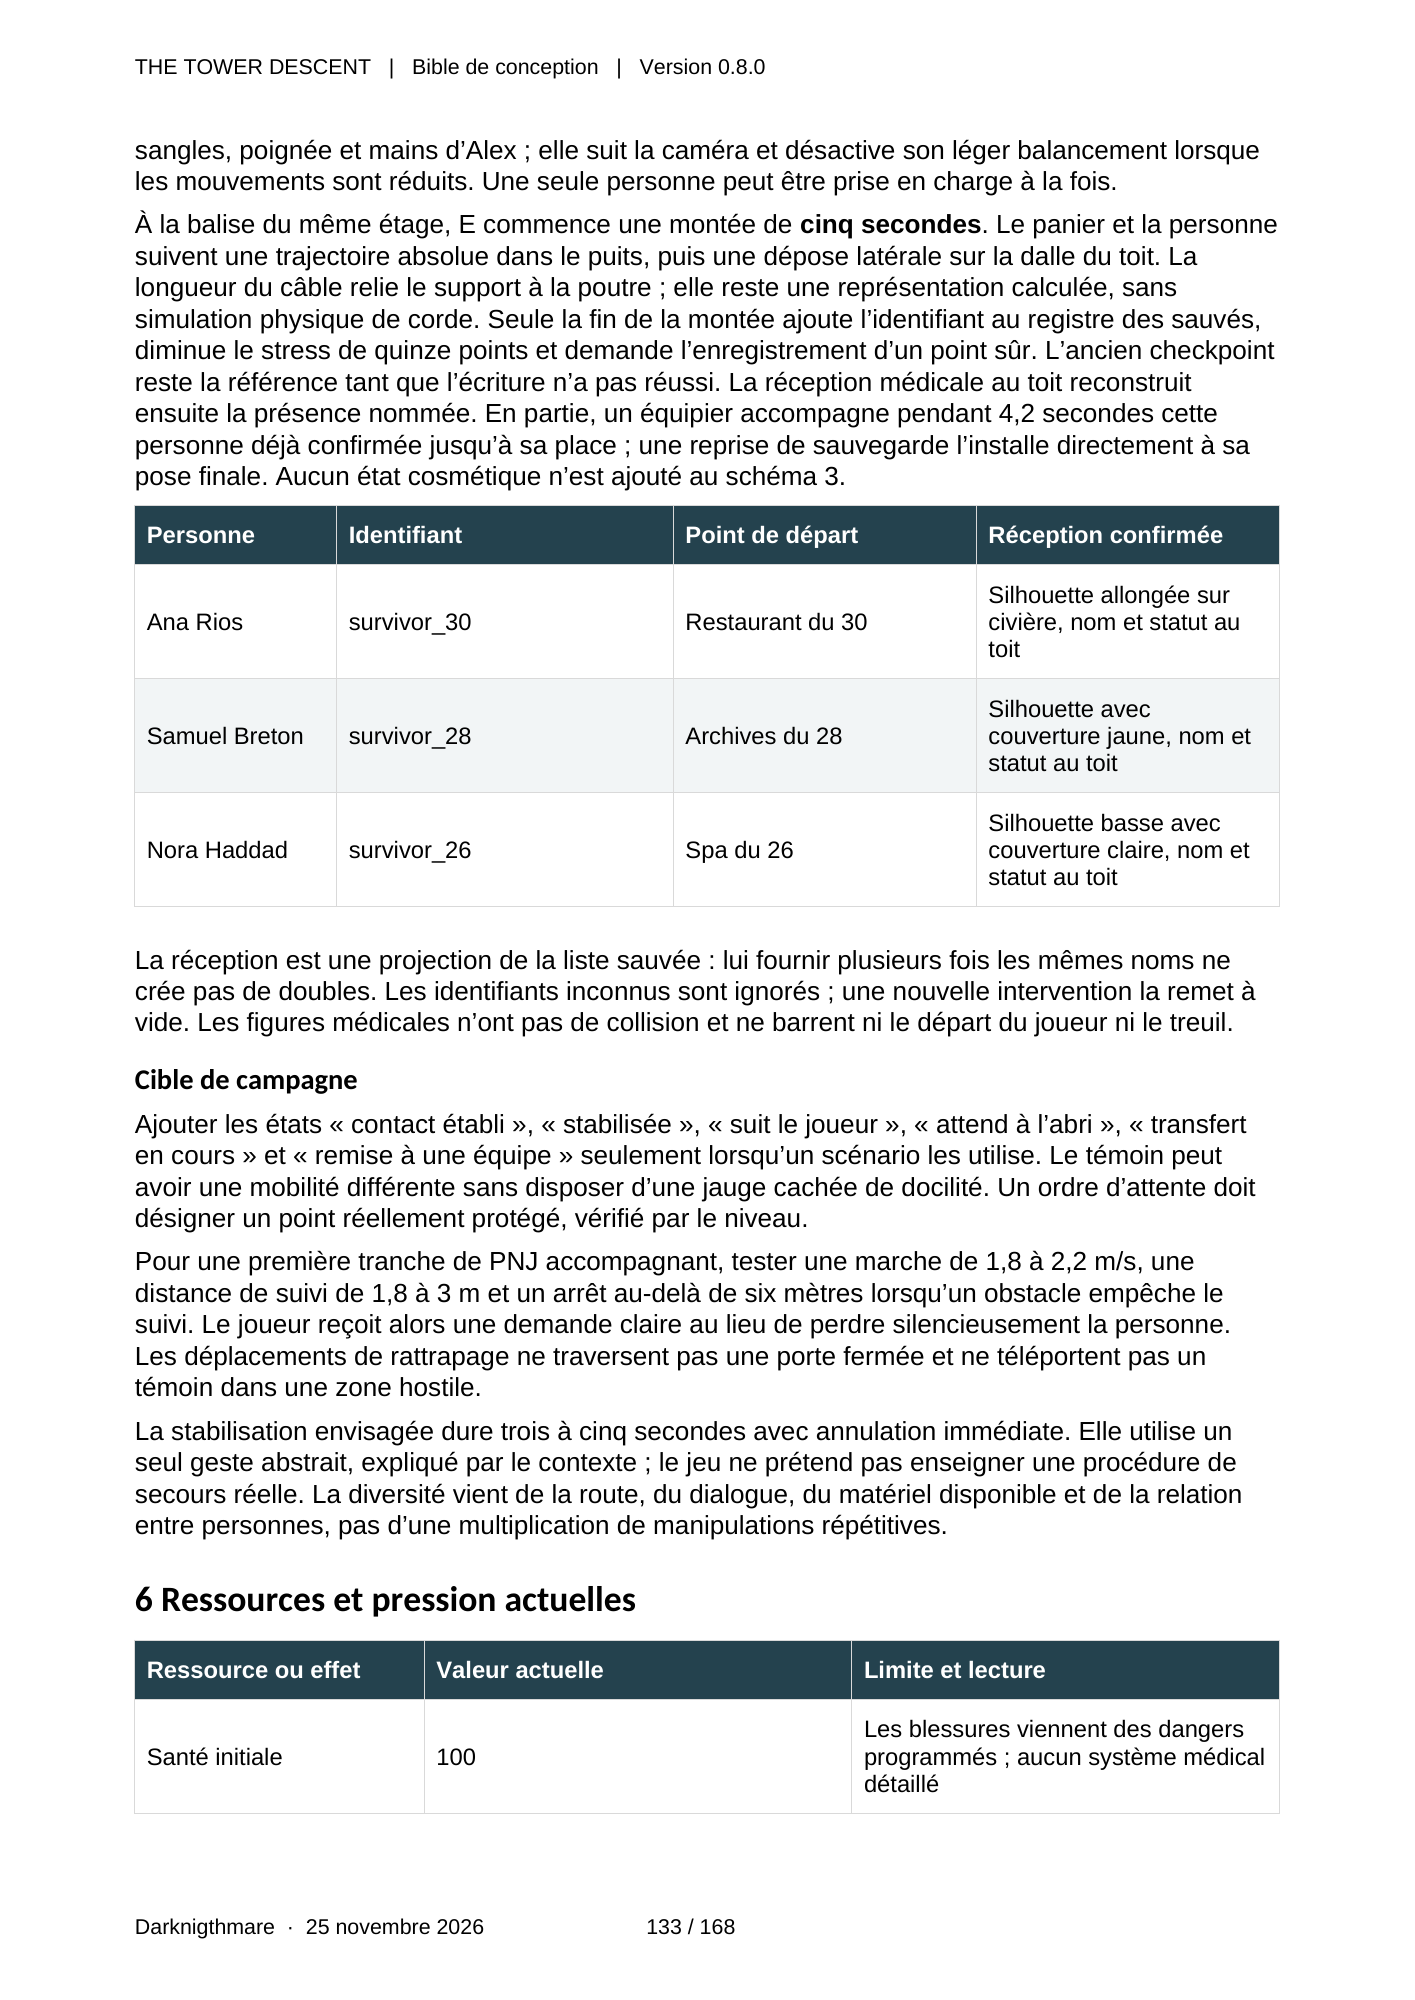 THE TOWER DESCENT | Bible de conception | Version 0.8.0
sangles, poignée et mains d’Alex ; elle suit la caméra et désactive son léger balancement lorsque
les mouvements sont réduits. Une seule personne peut être prise en charge à la fois.
À la balise du même étage, E commence une montée de cinq secondes. Le panier et la personne
suivent une trajectoire absolue dans le puits, puis une dépose latérale sur la dalle du toit. La
longueur du câble relie le support à la poutre ; elle reste une représentation calculée, sans
simulation physique de corde. Seule la fin de la montée ajoute l’identifiant au registre des sauvés,
diminue le stress de quinze points et demande l’enregistrement d’un point sûr. L’ancien checkpoint
reste la référence tant que l’écriture n’a pas réussi. La réception médicale au toit reconstruit
ensuite la présence nommée. En partie, un équipier accompagne pendant 4,2 secondes cette
personne déjà confirmée jusqu’à sa place ; une reprise de sauvegarde l’installe directement à sa
pose finale. Aucun état cosmétique n’est ajouté au schéma 3.
Personne Identifiant Point de départ Réception confirmée
Ana Rios survivor_30 Restaurant du 30 Silhouette allongée sur
civière, nom et statut au
toit
Samuel Breton survivor_28 Archives du 28 Silhouette avec
couverture jaune, nom et
statut au toit
Nora Haddad survivor_26 Spa du 26 Silhouette basse avec
couverture claire, nom et
statut au toit
La réception est une projection de la liste sauvée : lui fournir plusieurs fois les mêmes noms ne
crée pas de doubles. Les identifiants inconnus sont ignorés ; une nouvelle intervention la remet à
vide. Les figures médicales n’ont pas de collision et ne barrent ni le départ du joueur ni le treuil.
Cible de campagne
Ajouter les états « contact établi », « stabilisée », « suit le joueur », « attend à l’abri », « transfert
en cours » et « remise à une équipe » seulement lorsqu’un scénario les utilise. Le témoin peut
avoir une mobilité différente sans disposer d’une jauge cachée de docilité. Un ordre d’attente doit
désigner un point réellement protégé, vérifié par le niveau.
Pour une première tranche de PNJ accompagnant, tester une marche de 1,8 à 2,2 m/s, une
distance de suivi de 1,8 à 3 m et un arrêt au-delà de six mètres lorsqu’un obstacle empêche le
suivi. Le joueur reçoit alors une demande claire au lieu de perdre silencieusement la personne.
Les déplacements de rattrapage ne traversent pas une porte fermée et ne téléportent pas un
témoin dans une zone hostile.
La stabilisation envisagée dure trois à cinq secondes avec annulation immédiate. Elle utilise un
seul geste abstrait, expliqué par le contexte ; le jeu ne prétend pas enseigner une procédure de
secours réelle. La diversité vient de la route, du dialogue, du matériel disponible et de la relation
entre personnes, pas d’une multiplication de manipulations répétitives.
6 Ressources et pression actuelles
Ressource ou effet Valeur actuelle Limite et lecture
Santé initiale 100 Les blessures viennent des dangers
programmés ; aucun système médical
détaillé
Darknigthmare · 25 novembre 2026 133 / 168